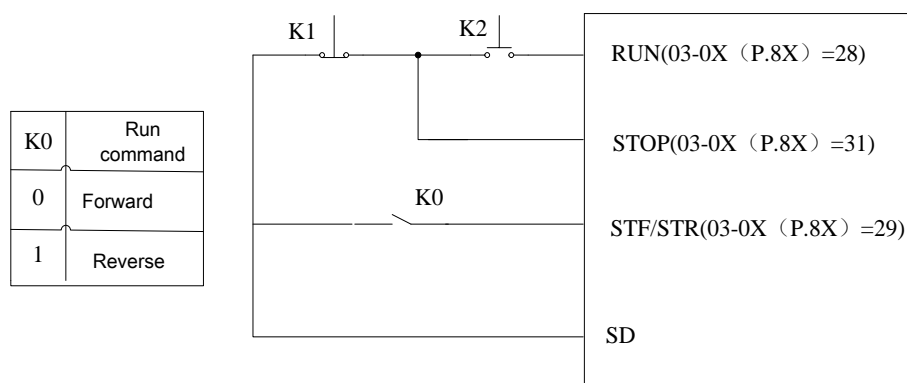 K1
K2
RUN(03-0X（P.8X）=28)
K0
Run
command
STOP(03-0X（P.8X）=31)
0
Forward
K0
STF/STR(03-0X（P.8X）=29)
1
Reverse
SD